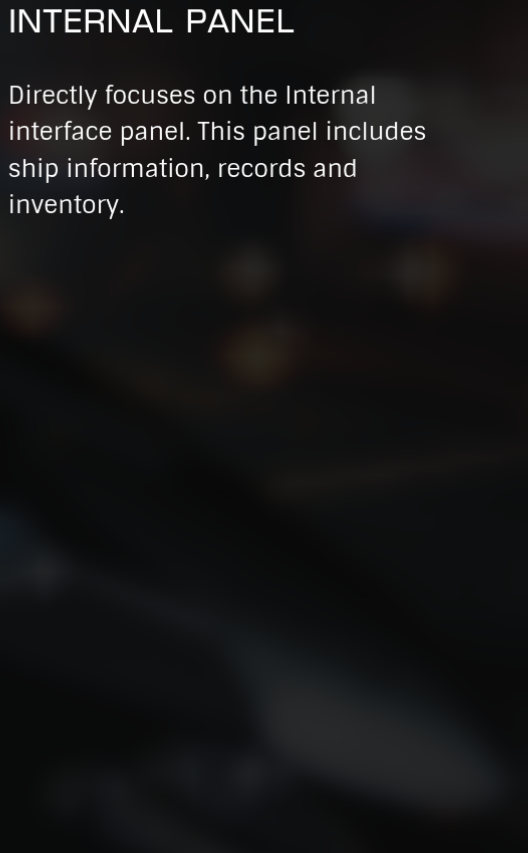 INTERNAL PANEL
Directly focuses on the Internal
interface panel. This panel includes
ship information, records and
inventory.